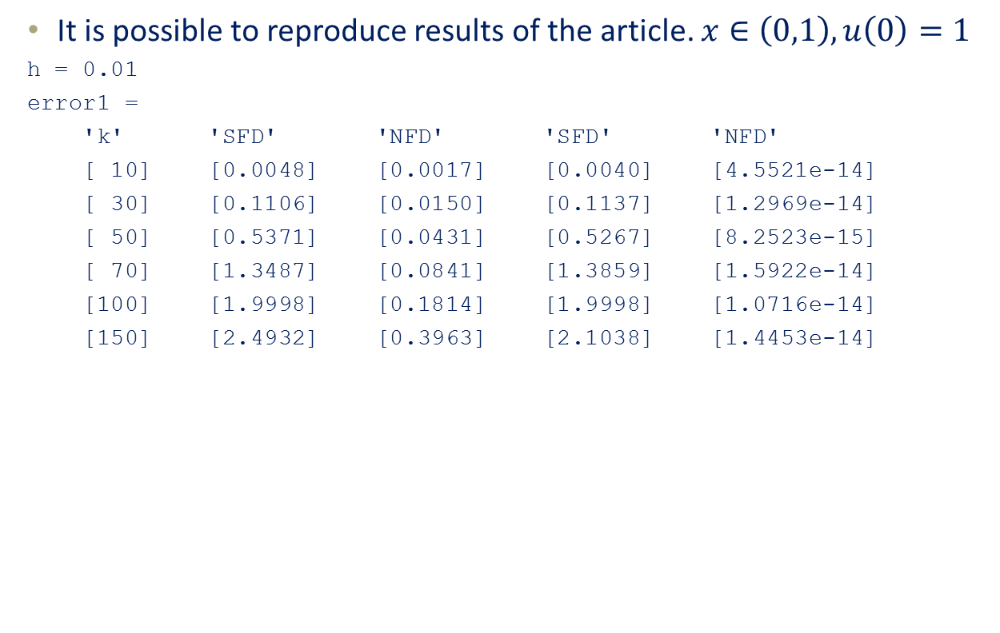 • It is possible to reproduce results of the article. x ∈ (0,1), u(0) = 1
h = 0.01
error1 =
'k' 'SFD' 'NFD' 'SFD' 'NFD'
[ 10] [0.0048] [0.0017] [0.0040] [4.5521e-14]
[ 30] [0.1106] [0.0150] [0.1137] [1.2969e-14]
[ 50] [0.5371] [0.0431] [0.5267] [8.2523e-15]
[ 70] [1.3487] [0.0841] [1.3859] [1.5922e-14]
[100] [1.9998] [0.1814] [1.9998] [1.0716e-14]
[150] [2.4932] [0.3963] [2.1038] [1.4453e-14]